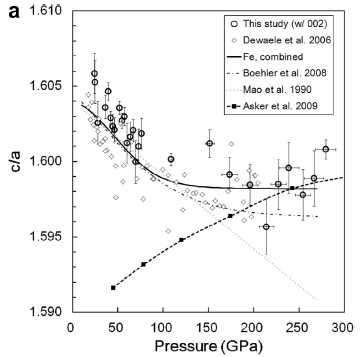 a
This study (w/ 002)
Dewaele et al. 2006
Fe, combined
Boehler et al. 2008
Mao et al. 1990
Asker et al. 2009
c/a
1.610
1.605
1.600
1.595
1.590
0 50 100 150 200 250 300
Pressure (GPa)